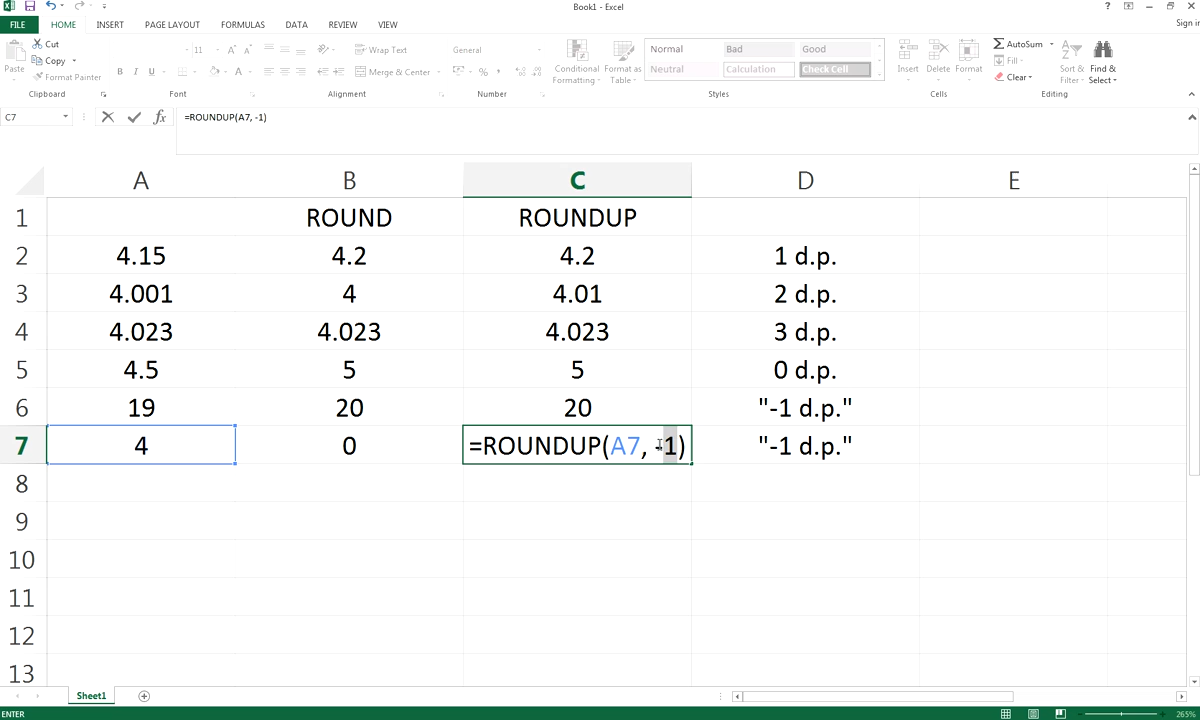 Book1 - Excel
?
Sign in
FILE HOME INSERT PAGE LAYOUT FORMULAS DATA REVIEW VIEW
Paste
Cut
Copy
Format Painter
Clipboard
11 A A
B I U A
Font
Wrap Text
Merge & Center
Alignment
General
%
Number
Conditional Formatting
Format as Table
Normal Bad Good
Neutral Calculation Check Cell
Styles
Insert Delete Format
Cells
AutoSum
Fill
Clear
Sort & Filter
Find & Select
Editing
C7 fx =ROUNDUP(A7, -1)
A B C D E
1 ROUND ROUNDUP
2 4.15 4.2 4.2 1 d.p.
3 4.001 4 4.01 2 d.p.
4 4.023 4.023 4.023 3 d.p.
5 4.5 5 5 0 d.p.
6 19 20 20 "-1 d.p."
7 4 0 =ROUNDUP(A7, -1) "-1 d.p."
8
9
10
11
12
13
Sheet1
ENTER 265%